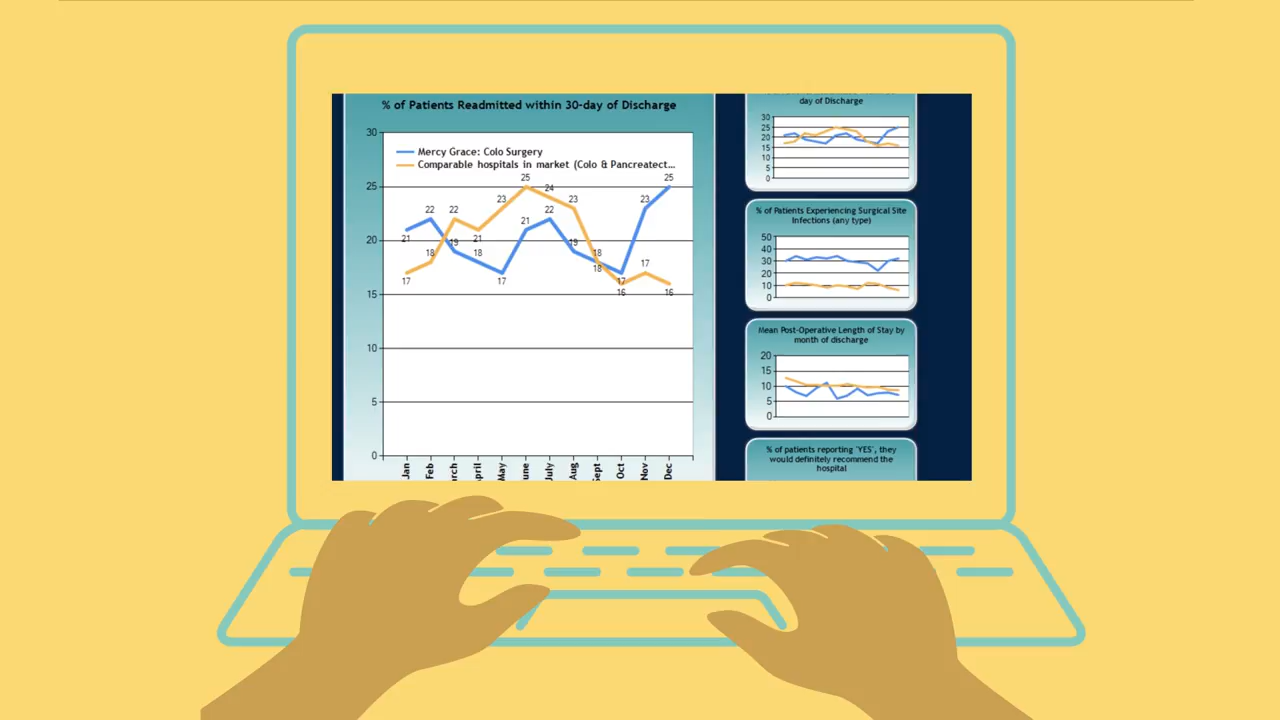 % of Patients Readmitted within 30-day of Discharge
30
25
20
15
10
5
0
Mercy Grace: Colo Surgery
Comparable hospitals in market (Colo & Pancreatect...
21
22
19
18
17
21
22
19
18
17
23
25
17
18
22
21
23
25
24
23
18
16
17
16
Jan
Feb
May
July
Aug
Sept
Oct
Nov
Dec
day of Discharge
30
25
20
15
10
5
0
% of Patients Experiencing Surgical Site
Infections (any type)
50
40
30
20
10
0
Mean Post-Operative Length of Stay by
month of discharge
20
15
10
5
0
% of patients reporting 'YES', they
would definitely recommend the
hospital